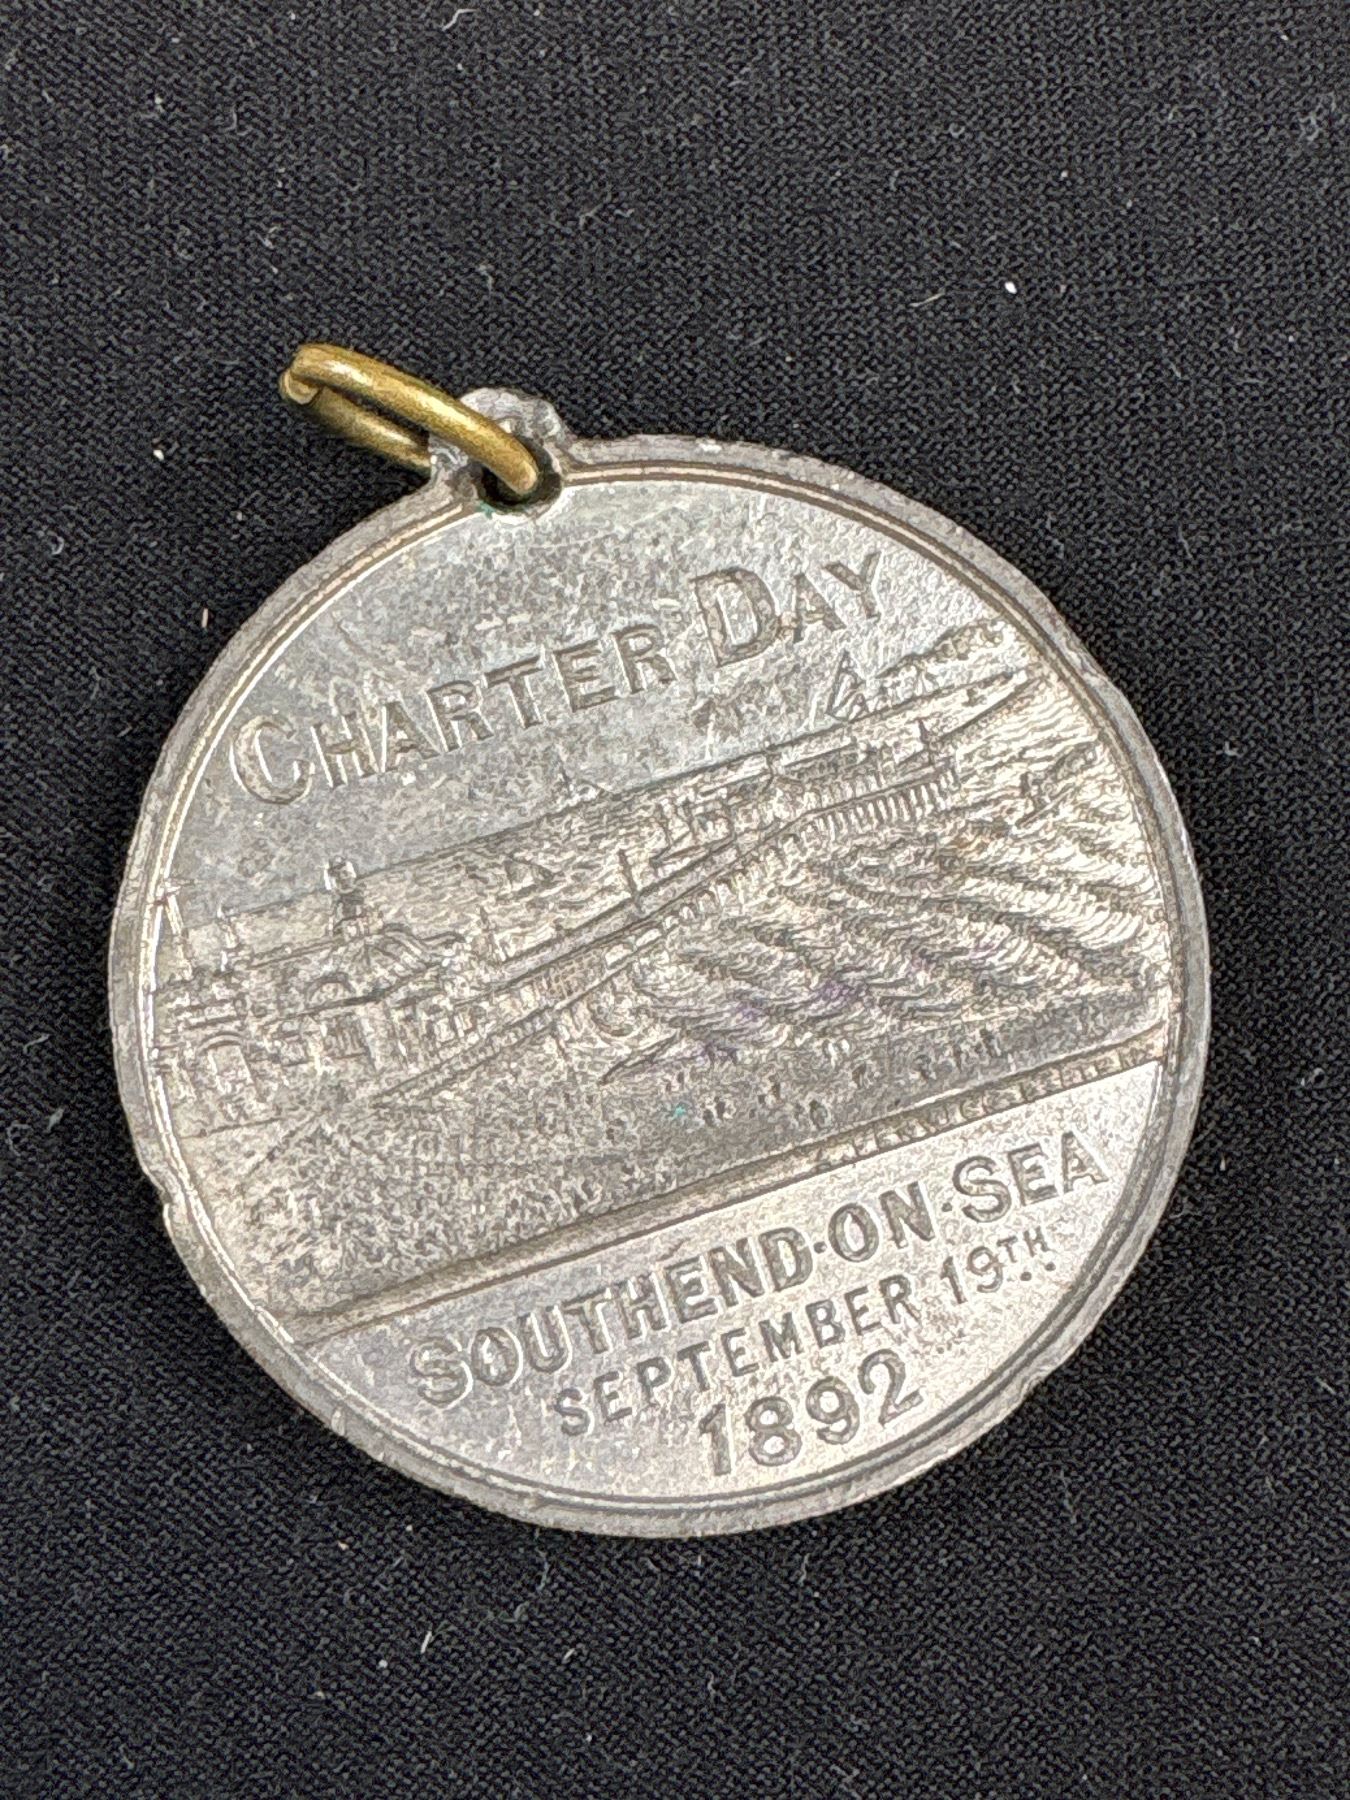 CHARTER DAY
SOUTHEND·ON·SEA
SEPTEMBER 19TH
1892